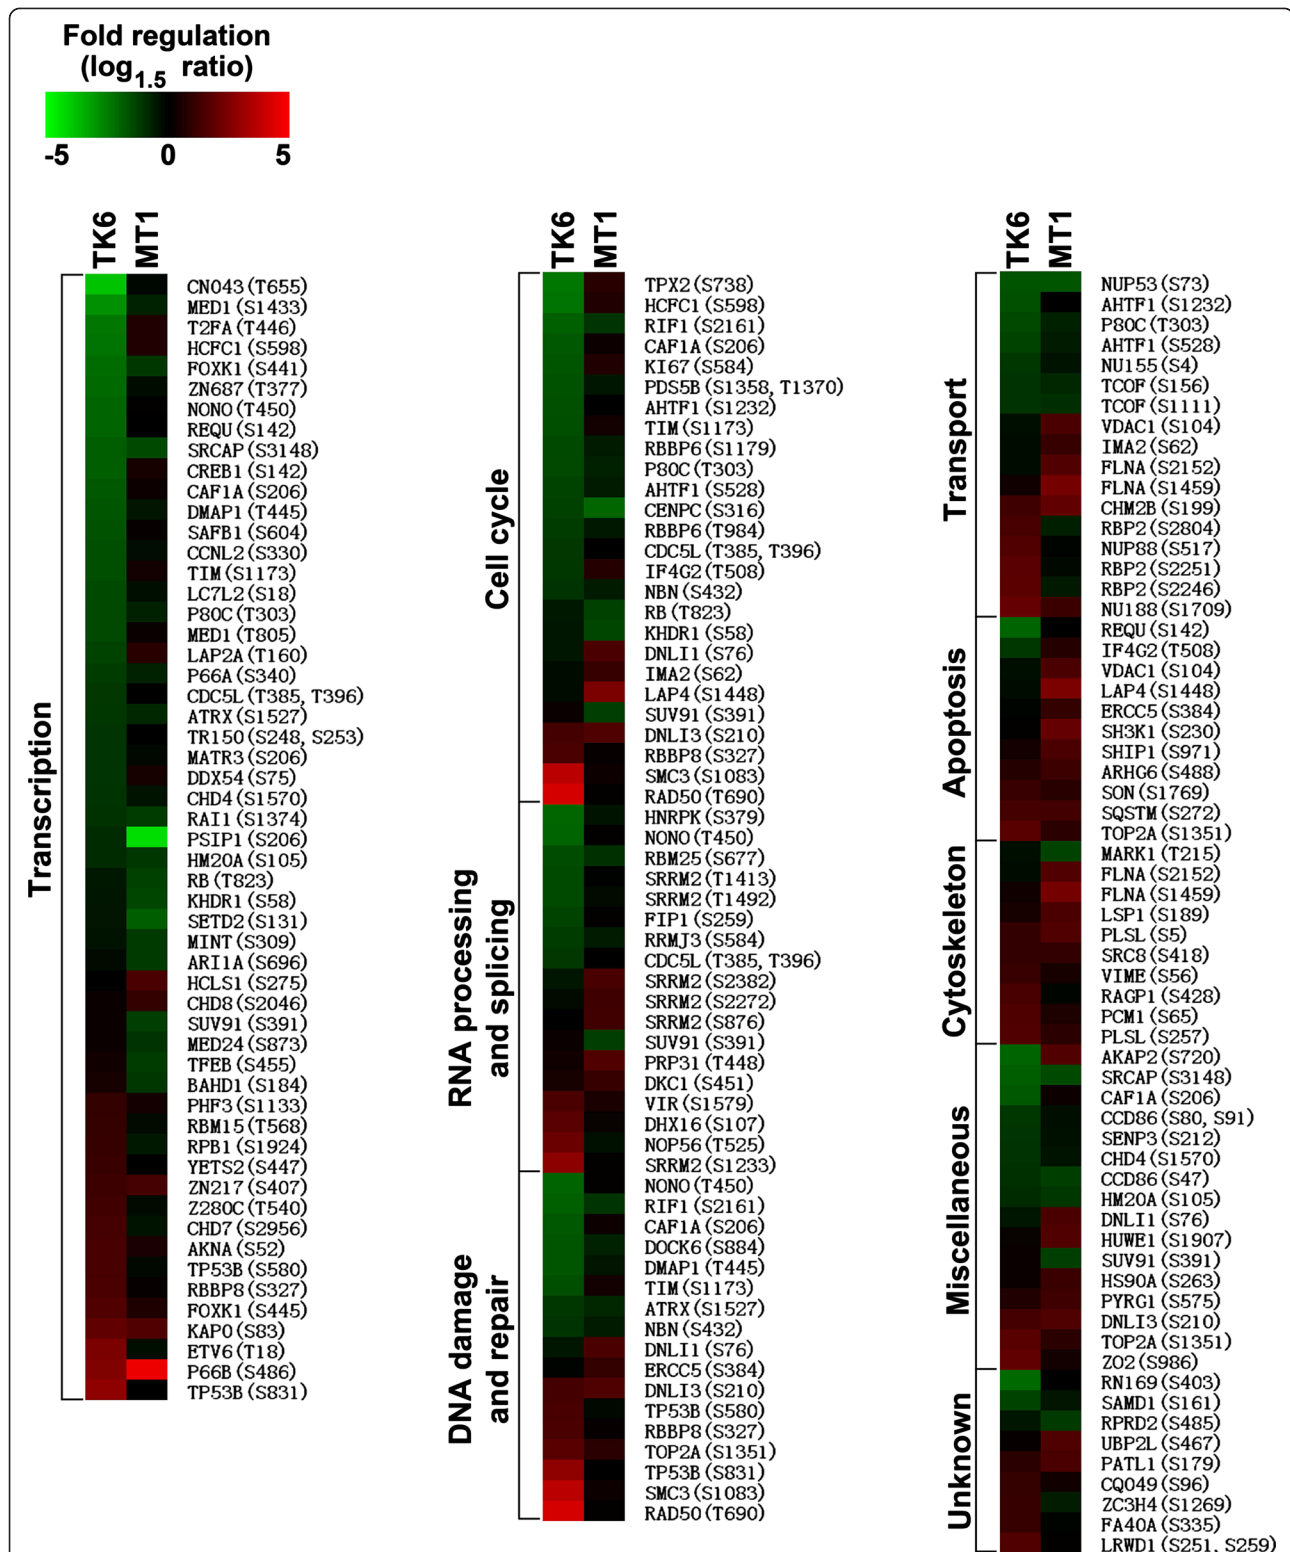 Fold regulation
(log1.5 ratio)
-5 0 5
TK6 MT1
Transcription
CN043(T655)
MED1(S1433)
T2FA(T446)
HCFC1(S598)
FOXK1(S441)
ZN687(T377)
NONO(T450)
REQU(S142)
SRCAP(S3148)
CREB1(S142)
CAF1A(S206)
DMAP1(T445)
SAFB1(S604)
CCNL2(S330)
TIM(S1173)
LC7L2(S18)
P80C(T303)
MED1(T805)
LAP2A(T160)
P66A(S340)
CDC5L(T385, T396)
ATRX(S1527)
TR150(S248, S253)
MATR3(S206)
DDX54(S75)
CHD4(S1570)
RAI1(S1374)
PSIP1(S206)
HM20A(S105)
RB(T823)
KHDR1(S58)
SETD2(S131)
MINT(S309)
ARI1A(S696)
HCLS1(S275)
CHD8(S2046)
SUV91(S391)
MED24(S873)
TFEB(S455)
BAHD1(S184)
PHF3(S1133)
RBM15(T568)
RPB1(S1924)
YETS2(S447)
ZN217(S407)
Z280C(T540)
CHD7(S2956)
AKNA(S52)
TP53B(S580)
RBBP8(S327)
FOXK1(S445)
KAP0(S83)
ETV6(T18)
P66B(S486)
TP53B(S831)
TK6 MT1
Cell cycle
TPX2(S738)
HCFC1(S598)
RIF1(S2161)
CAF1A(S206)
KI67(S584)
PDS5B(S1358, T1370)
AHTF1(S1232)
TIM(S1173)
RBBP6(S1179)
P80C(T303)
AHTF1(S528)
CENPC(S316)
RBBP6(T984)
CDC5L(T385, T396)
IF4G2(T508)
NBN(S432)
RB(T823)
KHDR1(S58)
DNLI1(S76)
IMA2(S62)
LAP4(S1448)
SUV91(S391)
DNLI3(S210)
RBBP8(S327)
SMC3(S1083)
RAD50(T690)
RNA processing
and splicing
HNRPK(S379)
NONO(T450)
RBM25(S677)
SRRM2(T1413)
SRRM2(T1492)
FIP1(S259)
RRMJ3(S584)
CDC5L(T385, T396)
SRRM2(S2382)
SRRM2(S2272)
SRRM2(S876)
SUV91(S391)
PRP31(T448)
DKC1(S451)
VIR(S1579)
DHX16(S107)
NOP56(T525)
SRRM2(S1233)
DNA damage
and repair
NONO(T450)
RIF1(S2161)
CAF1A(S206)
DOCK6(S884)
DMAP1(T445)
TIM(S1173)
ATRX(S1527)
NBN(S432)
DNLI1(S76)
ERCC5(S384)
DNLI3(S210)
TP53B(S580)
RBBP8(S327)
TOP2A(S1351)
TP53B(S831)
SMC3(S1083)
RAD50(T690)
TK6 MT1
Transport
NUP53(S73)
AHTF1(S1232)
P80C(T303)
AHTF1(S528)
NU155(S4)
TCOF(S156)
TCOF(S1111)
VDAC1(S104)
IMA2(S62)
FLNA(S2152)
FLNA(S1459)
CHM2B(S199)
RBP2(S2804)
NUP88(S517)
RBP2(S2251)
RBP2(S2246)
NU188(S1709)
Apoptosis
REQU(S142)
IF4G2(T508)
VDAC1(S104)
LAP4(S1448)
ERCC5(S384)
SH3K1(S230)
SHIP1(S971)
ARHG6(S488)
SON(S1769)
SQSTM(S272)
TOP2A(S1351)
Cytoskeleton
MARK1(T215)
FLNA(S2152)
FLNA(S1459)
LSP1(S189)
PLSL(S5)
SRC8(S418)
VIME(S56)
RAGP1(S428)
PCM1(S65)
PLSL(S257)
Miscellaneous
AKAP2(S720)
SRCAP(S3148)
CAF1A(S206)
CCD86(S80, S91)
SENP3(S212)
CHD4(S1570)
CCD86(S47)
HM20A(S105)
DNLI1(S76)
HUWE1(S1907)
SUV91(S391)
HS90A(S263)
PYRG1(S575)
DNLI3(S210)
TOP2A(S1351)
ZO2(S986)
Unknown
RN169(S403)
SAMD1(S161)
RPRD2(S485)
UBP2L(S467)
PATL1(S179)
CQ049(S96)
ZC3H4(S1269)
FA40A(S335)
LRWD1(S251, S259)